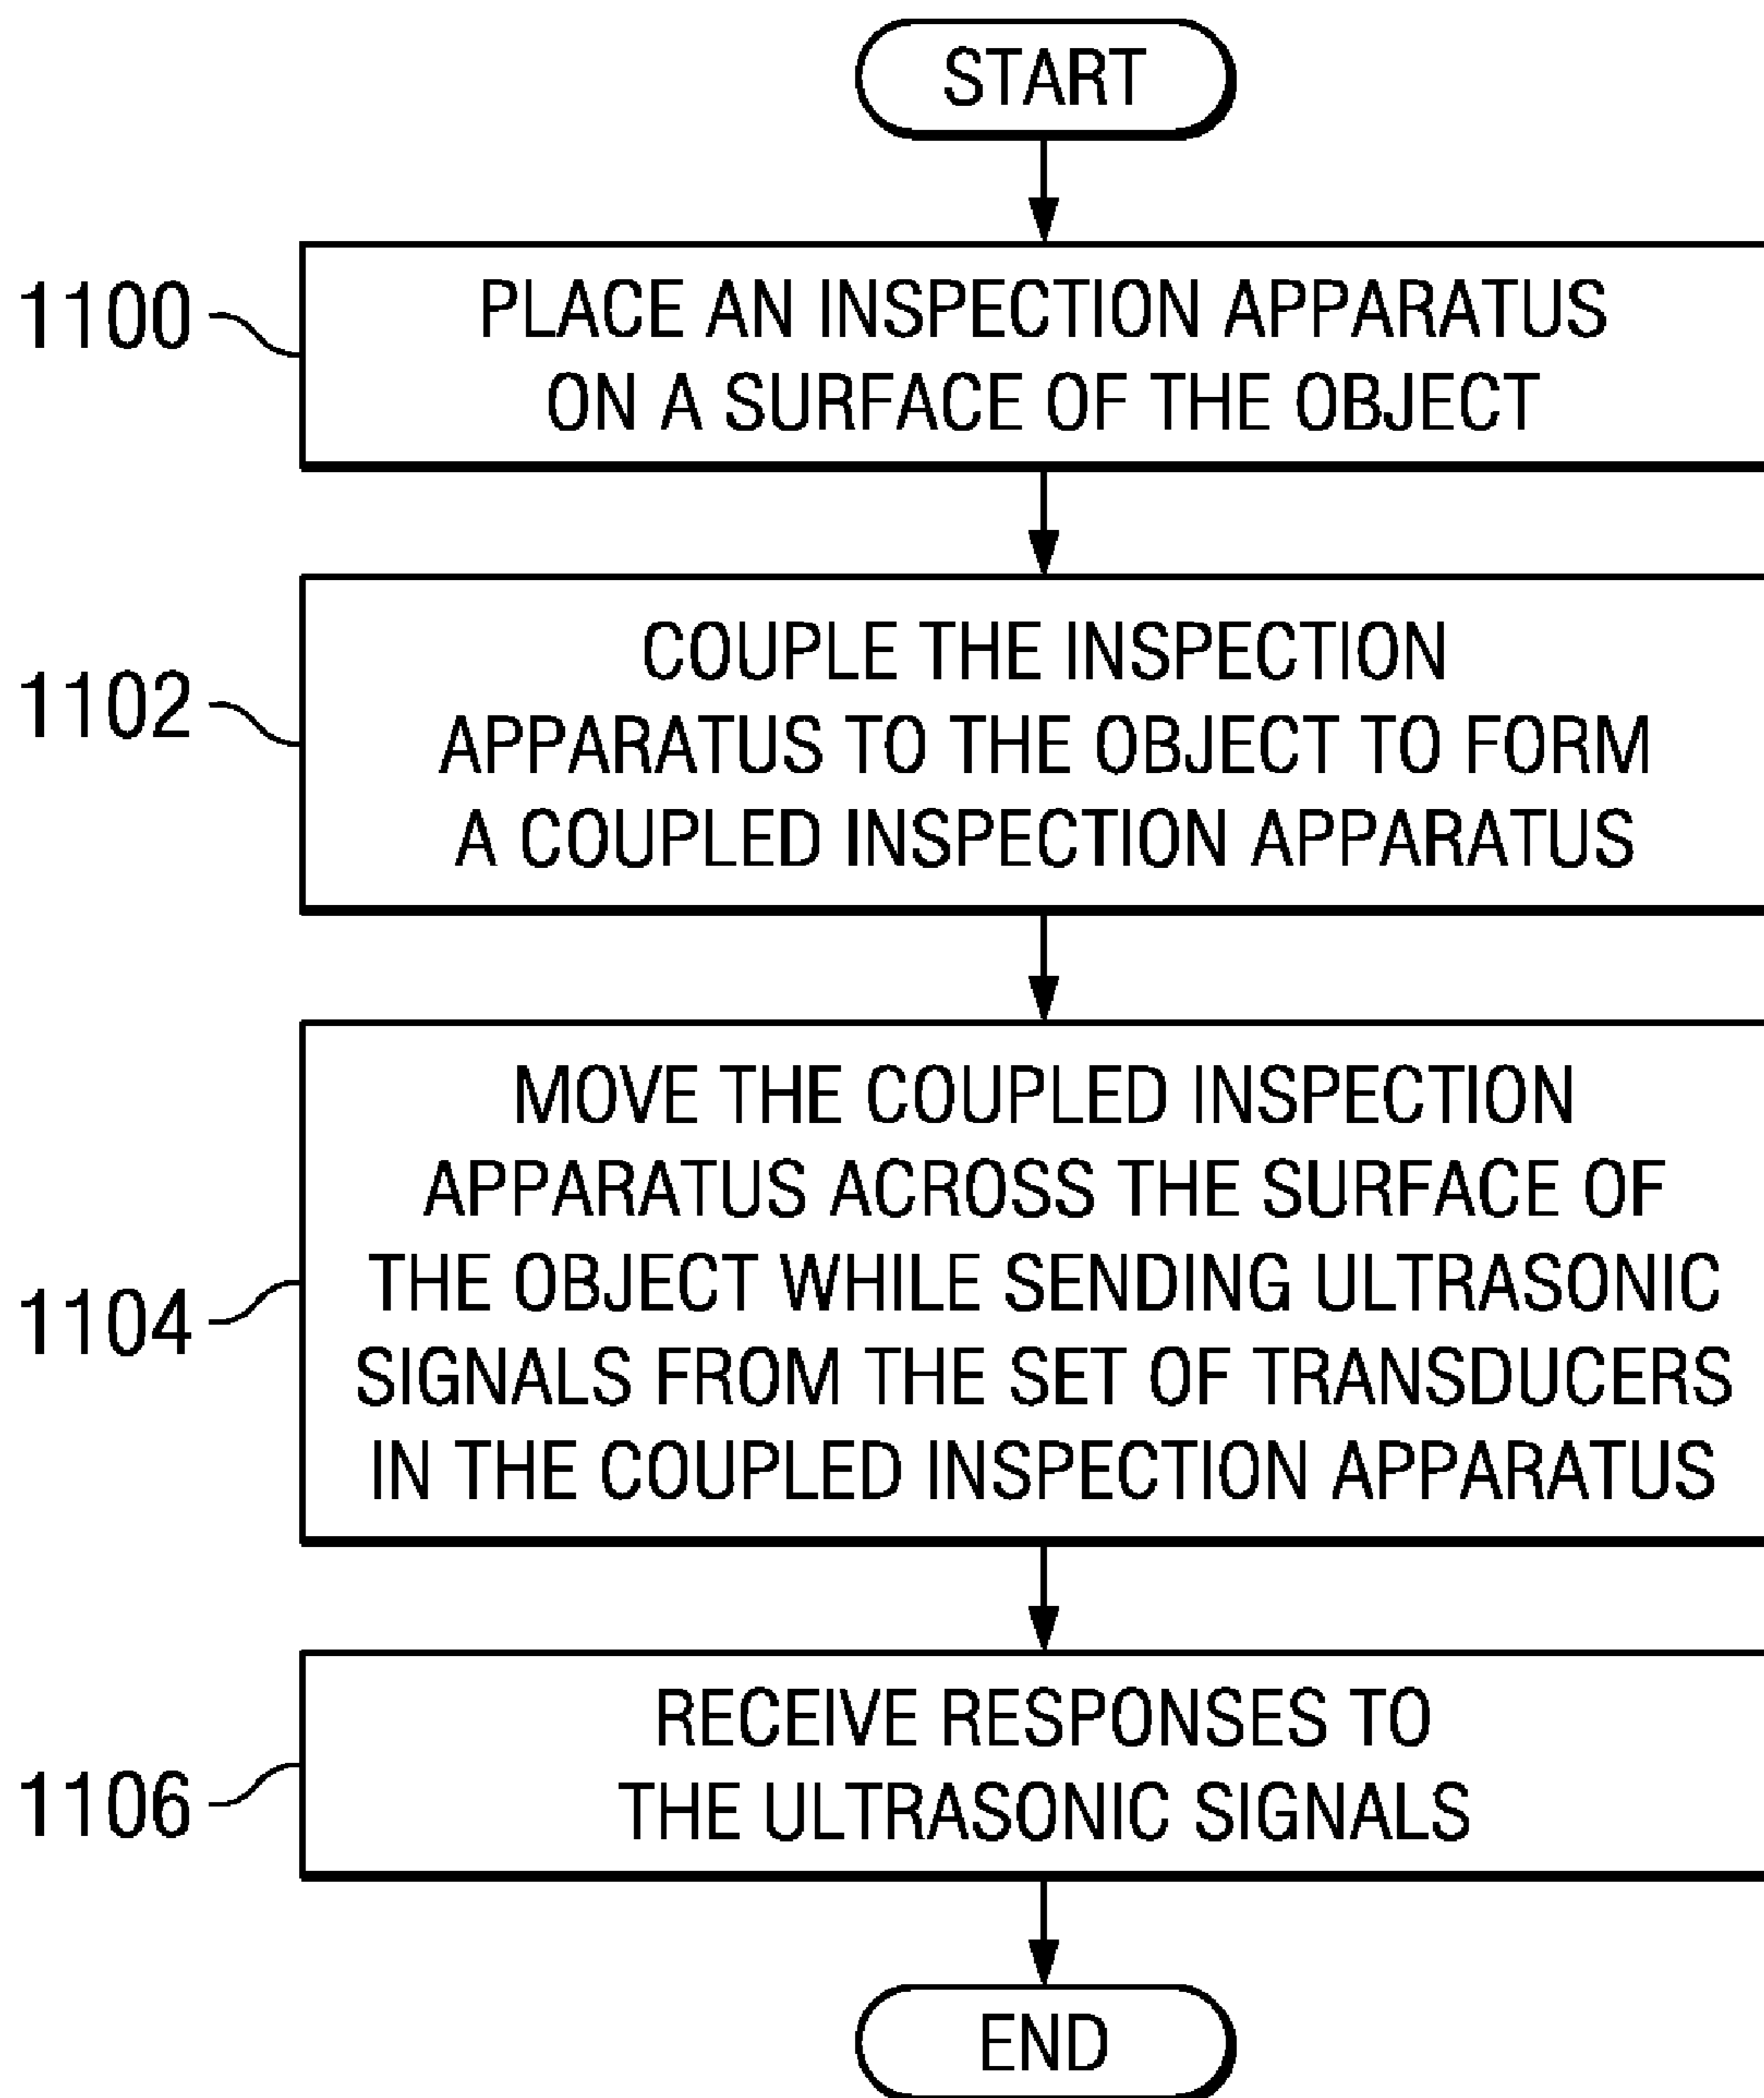 START
1100
PLACE AN INSPECTION APPARATUS
ON A SURFACE OF THE OBJECT
1102
COUPLE THE INSPECTION
APPARATUS TO THE OBJECT TO FORM
A COUPLED INSPECTION APPARATUS
1104
MOVE THE COUPLED INSPECTION
APPARATUS ACROSS THE SURFACE OF
THE OBJECT WHILE SENDING ULTRASONIC
SIGNALS FROM THE SET OF TRANSDUCERS
IN THE COUPLED INSPECTION APPARATUS
1106
RECEIVE RESPONSES TO
THE ULTRASONIC SIGNALS
END